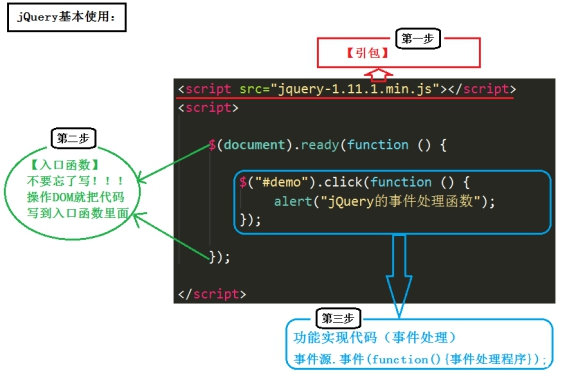 jQuery基本使用：
第一步
【引包】
<script src="jquery-1.11.1.min.js"></script>
<script>
$(document).ready(function () {
$("#demo").click(function () {
alert("jQuery的事件处理函数");
});
});
</script>
第二步
【入口函数】
不要忘了写！！！
操作DOM就把代码
写到入口函数里面
第三步
功能实现代码（事件处理）
事件源.事件(function(){事件处理程序});